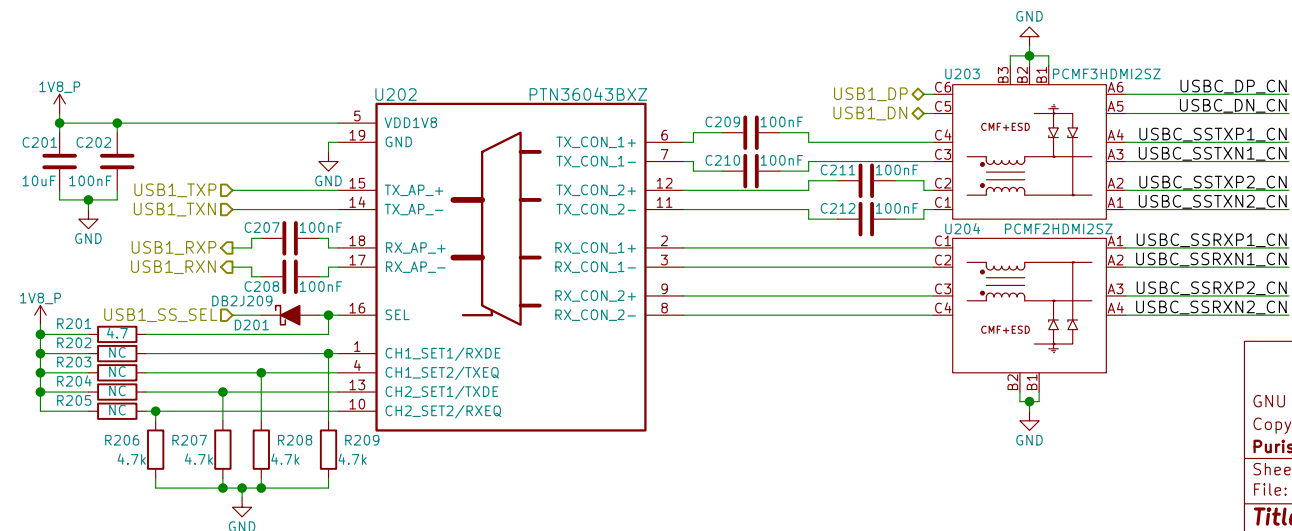 GND
U203
B3
B2
B1
PCMF3HDMI2SZ
1V8_P
U202
PTN36043BXZ
USB1_DP
C6
A6
USBC_DP_CN
USB1_DN
C5
A5
USBC_DN_CN
CMF+ESD
5
VDD1V8
C201
C202
19
GND
C209
100nF
TX_CON_1+
6
C4
A4
USBC_SSTXP1_CN
TX_CON_1-
7
C210
100nF
C3
A3
USBC_SSTXN1_CN
10uF
100nF
GND
C211
100nF
USB1_TXP
15
TX_AP_+
TX_CON_2+
12
C2
A2
USBC_SSTXP2_CN
USB1_TXN
14
TX_AP_-
TX_CON_2-
11
C212
100nF
C1
A1
USBC_SSTXN2_CN
GND
C207
100nF
U204
PCMF2HDMI2SZ
USB1_RXP
18
RX_AP_+
RX_CON_1+
2
C1
A1
USBC_SSRXP1_CN
USB1_RXN
17
RX_AP_-
RX_CON_1-
3
C2
A2
USBC_SSRXN1_CN
C208
100nF
1V8_P
DB2J209
RX_CON_2+
9
C3
A3
USBC_SSRXP2_CN
USB1_SS_SEL
16
SEL
RX_CON_2-
8
C4
A4
USBC_SSRXN2_CN
D201
CMF+ESD
R201
4.7
R202
NC
1
CH1_SET1/RXDE
R203
NC
4
CH1_SET2/TXEQ
R204
NC
13
CH2_SET1/TXDE
R205
NC
10
CH2_SET2/RXEQ
B2
B1
GND
R206
4.7k
R207
4.7k
R208
4.7k
R209
4.7k
GND
GNU
Copy
Puris
Shee
File:
Title